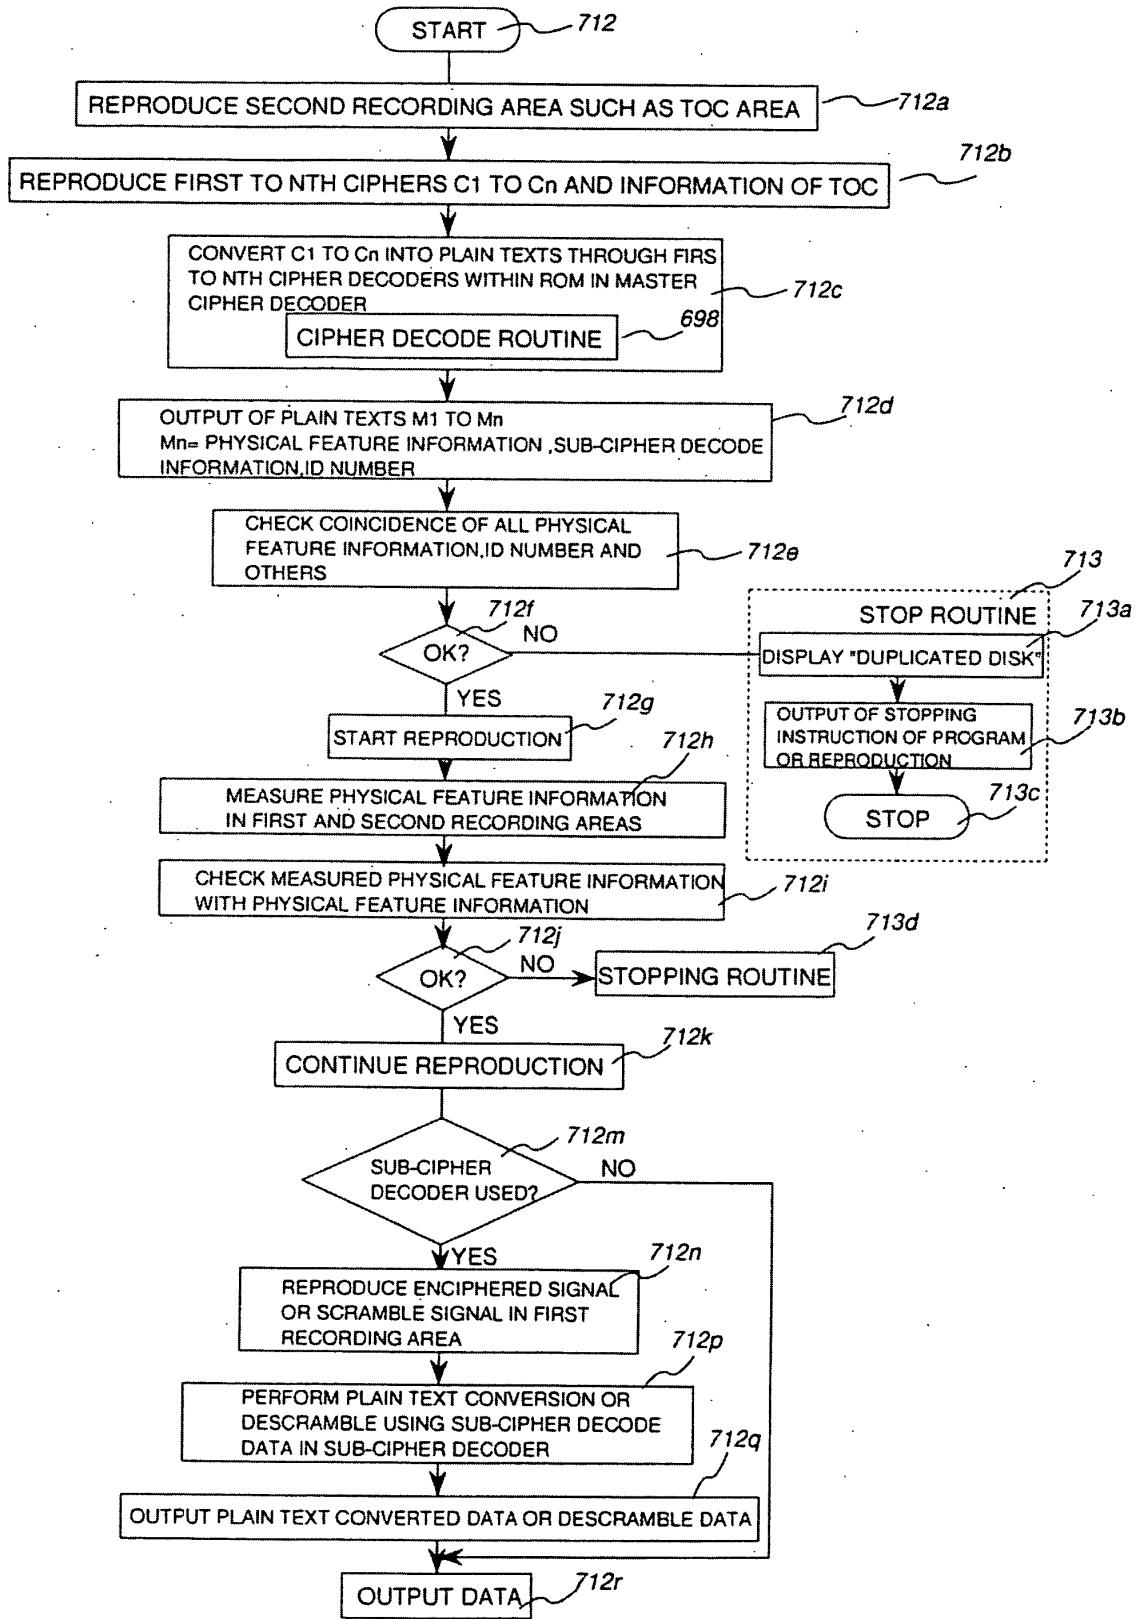 START
712
REPRODUCE SECOND RECORDING AREA SUCH AS TOC AREA
712a
712b
REPRODUCE FIRST TO NTH CIPHERS C1 TO Cn AND INFORMATION OF TOC
CONVERT C1 TO Cn INTO PLAIN TEXTS THROUGH FIRS
TO NTH CIPHER DECODERS WITHIN ROM IN MASTER
CIPHER DECODER
712c
CIPHER DECODE ROUTINE
698
712d
OUTPUT OF PLAIN TEXTS M1 TO Mn
Mn= PHYSICAL FEATURE INFORMATION ,SUB-CIPHER DECODE
INFORMATION,ID NUMBER
CHECK COINCIDENCE OF ALL PHYSICAL
FEATURE INFORMATION,ID NUMBER AND
OTHERS
712e
712f
OK?
NO
YES
713
STOP ROUTINE
713a
DISPLAY "DUPLICATED DISK"
OUTPUT OF STOPPING
INSTRUCTION OF PROGRAM
OR REPRODUCTION
713b
713c
STOP
712g
START REPRODUCTION
712h
MEASURE PHYSICAL FEATURE INFORMATION
IN FIRST AND SECOND RECORDING AREAS
CHECK MEASURED PHYSICAL FEATURE INFORMATION
WITH PHYSICAL FEATURE INFORMATION
712i
712j
OK?
NO
713d
STOPPING ROUTINE
YES
712k
CONTINUE REPRODUCTION
712m
SUB-CIPHER
DECODER USED?
NO
YES
712n
REPRODUCE ENCIPHERED SIGNAL
OR SCRAMBLE SIGNAL IN FIRST
RECORDING AREA
712p
PERFORM PLAIN TEXT CONVERSION OR
DESCRAMBLE USING SUB-CIPHER DECODE
DATA IN SUB-CIPHER DECODER
712q
OUTPUT PLAIN TEXT CONVERTED DATA OR DESCRAMBLE DATA
OUTPUT DATA
712r